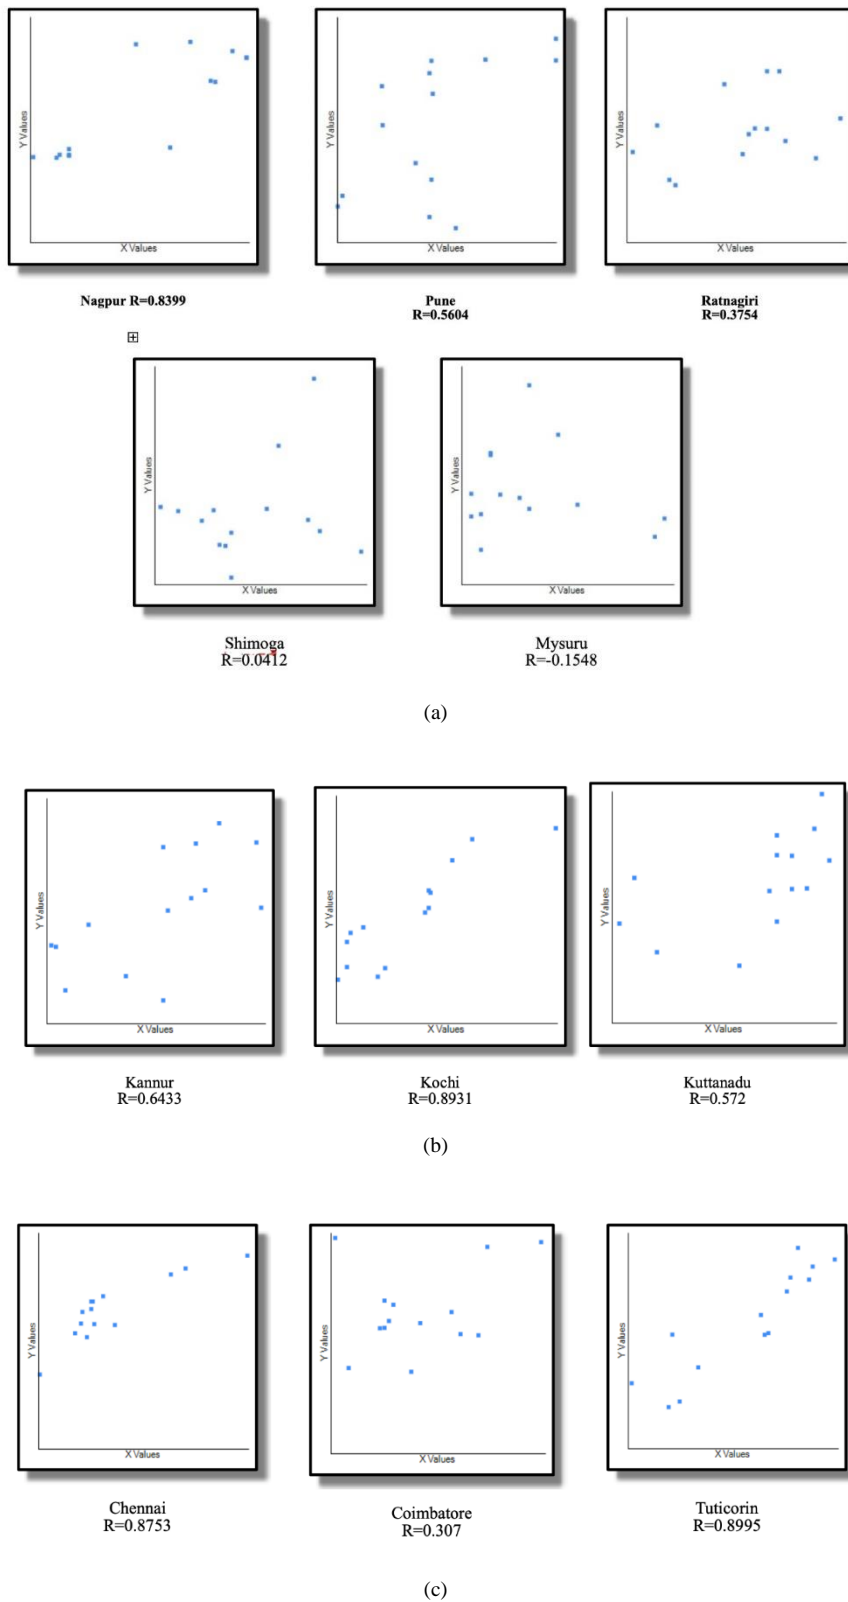 Y Values
X Values
Y Values
X Values
Y Values
X Values
Nagpur R=0.8399
Pune
R=0.5604
Ratnagiri
R=0.3754
Y Values
X Values
Y Values
X Values
Shimoga
R=0.0412
Mysuru
R=-0.1548
(a)
Y Values
X Values
Y Values
X Values
Y Values
X Values
Kannur
R=0.6433
Kochi
R=0.8931
Kuttanadu
R=0.572
(b)
Y Values
X Values
Y Values
X Values
Y Values
X Values
Chennai
R=0.8753
Coimbatore
R=0.307
Tuticorin
R=0.8995
(c)